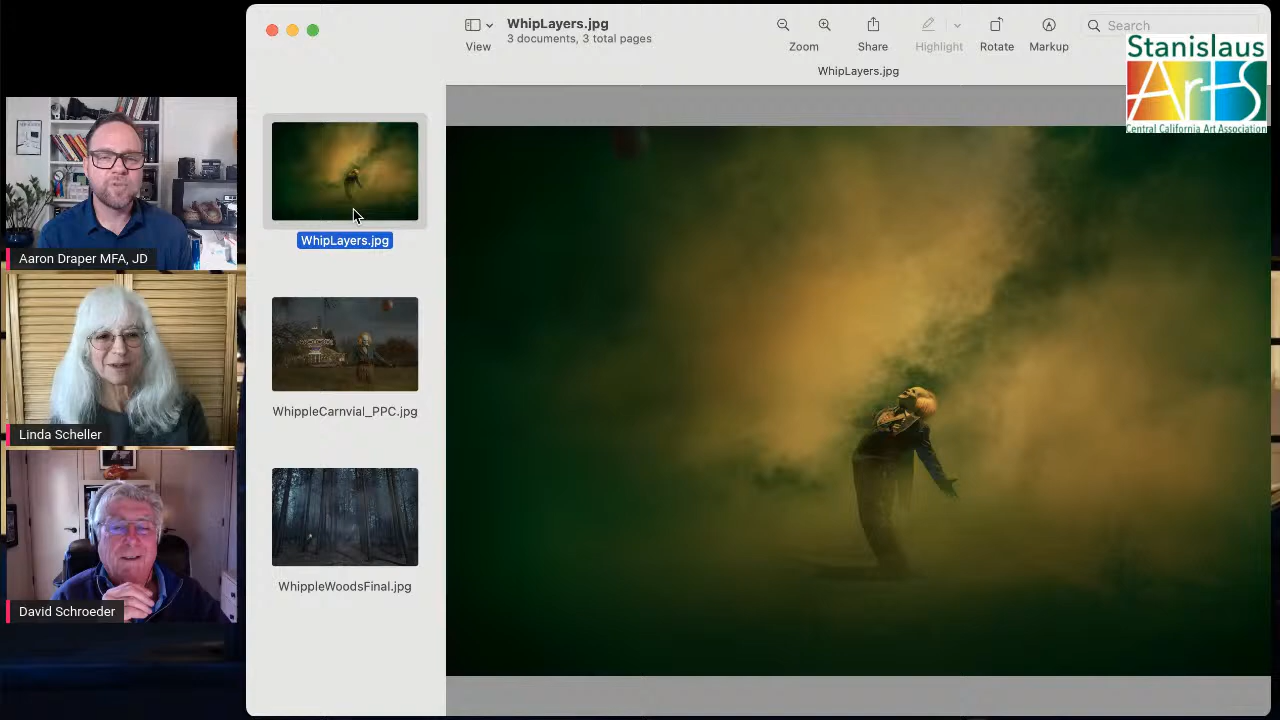 WhipLayers.jpg
3 documents, 3 total pages
View
Zoom
Share
Highlight
Rotate
Markup
Search
WhipLayers.jpg
Stanislaus
ArtS
Central California Art Association
Aaron Draper MFA, JD
Linda Scheller
David Schroeder
WhipLayers.jpg
WhippleCarnvial_PPC.jpg
WhippleWoodsFinal.jpg